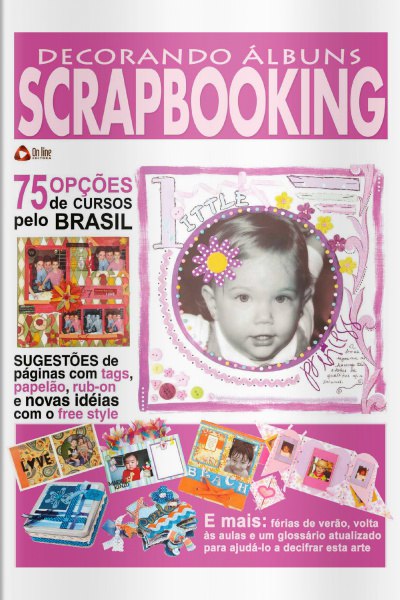 DECORANDO ÁLBUNS
SCRAPBOOKING
On line
EDITORA
75 OPÇÕES
de CURSOS
pelo BRASIL
LITTLE
princess
SUGESTÕES de
páginas com tags,
papelão, rub-on
e novas idéias
com o free style
LOVE
BEACH
E mais: férias de verão, volta
às aulas e um glossário atualizado
para ajudá-lo a decifrar esta arte